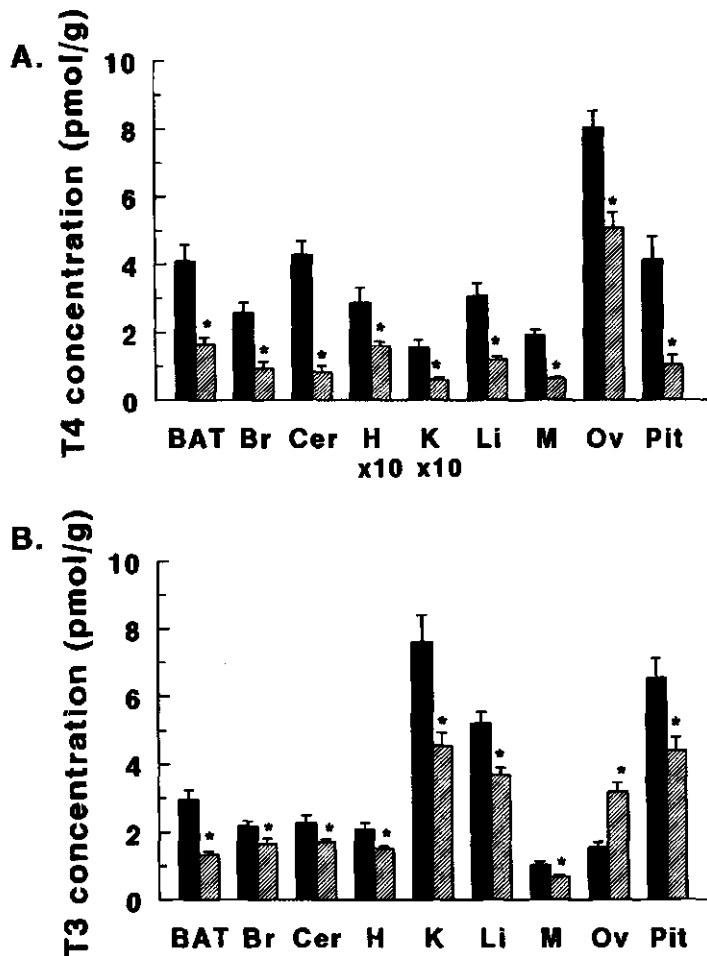 A.
T4 concentration (pmol/g)
10
8
6
4
2
0
* * * * * * * * *
BAT Br Cer H K Li M Ov Pit
x10 x10
B.
T3 concentration (pmol/g)
10
8
6
4
2
0
* * * * * * * * *
BAT Br Cer H K Li M Ov Pit